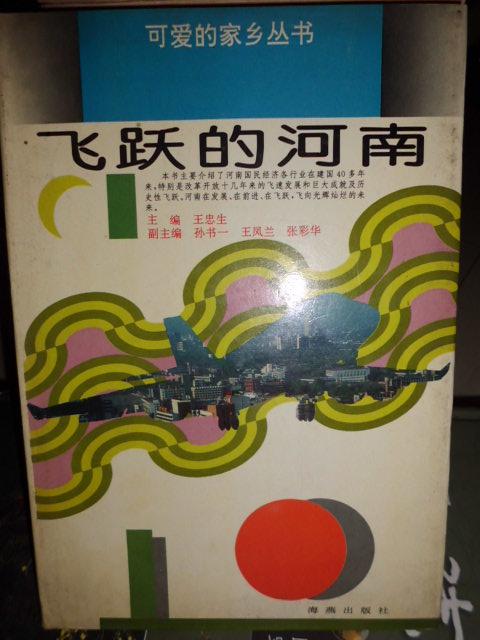 可爱的家乡丛书
飞跃的河南
本书主要介绍了河南国民经济各行业在建国40多年
来,特别是改革开放十几年来的飞速发展和巨大成就及历
史性飞跃。河南在发展、在前进、在飞跃,飞向光辉灿烂的未
来。
主编 王忠生
副主编 孙书一 王凤兰 张彩华
海燕出版社